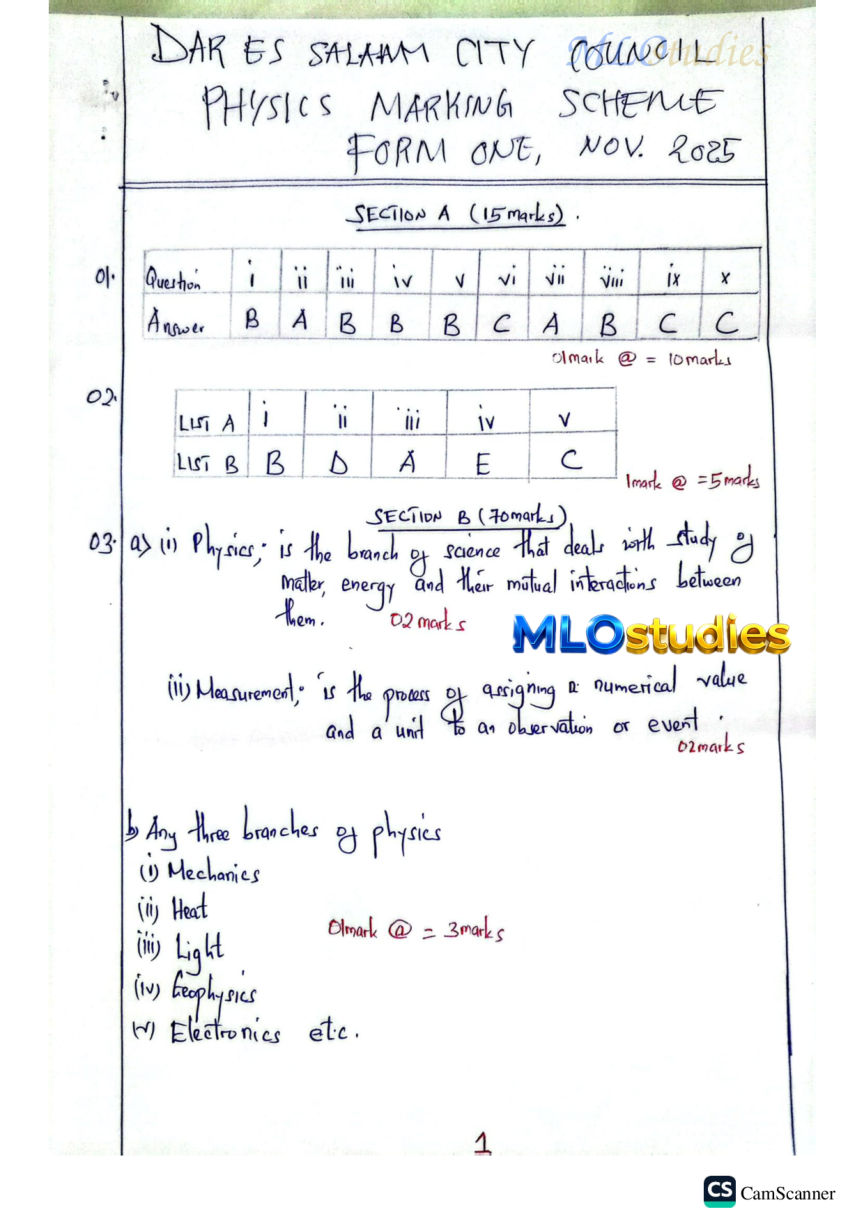 DAR ES SALAAM CITY COUNCIL
MLOstudies
PHYSICS MARKING SCHEME
FORM ONE, NOV. 2025
SECTION A (15 marks).
01. Question i ii iii iv v vi vii viii ix x
Answer B A B B B C A B C C
01mark @ = 10marks
02. LIST A i ii iii iv v
LIST B B D A E C
1mark @ = 5marks
SECTION B (70marks)
03. a) (i) Physics; is the branch of science that deals with study of
matter, energy and their mutual interactions between
them. 02 marks
MLOstudies
(ii) Measurement; is the process of assigning a numerical value
and a unit to an observation or event.
02marks
b) Any three branches of physics
(i) Mechanics
(ii) Heat
01mark @ = 3marks
(iii) Light
(iv) Geophysics
(v) Electronics etc.
1
CS CamScanner